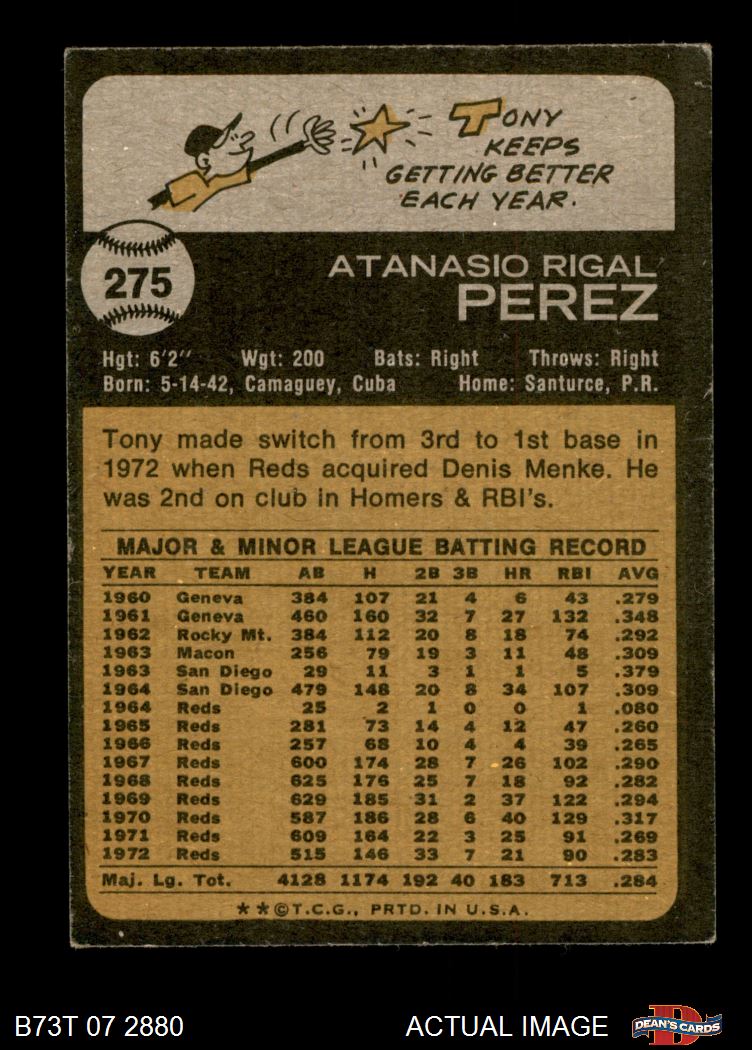 TONY
KEEPS
GETTING BETTER
EACH YEAR.
275
ATANASIO RIGAL
PEREZ
Hgt: 6'2" Wgt: 200 Bats: Right Throws: Right
Born: 5-14-42, Camaguey, Cuba Home: Santurce, P.R.
Tony made switch from 3rd to 1st base in
1972 when Reds acquired Denis Menke. He
was 2nd on club in Homers & RBI's.
MAJOR & MINOR LEAGUE BATTING RECORD
YEAR TEAM AB H 2B 3B HR RBI AVG
1960 Geneva 384 107 21 4 6 43 .279
1961 Geneva 460 160 32 7 27 132 .348
1962 Rocky Mt. 384 112 20 8 18 74 .292
1963 Macon 256 79 19 3 11 48 .309
1963 San Diego 29 11 3 1 1 5 .379
1964 San Diego 479 148 20 8 34 107 .309
1964 Reds 25 2 1 0 0 1 .080
1965 Reds 281 73 14 4 12 47 .260
1966 Reds 257 68 10 4 4 39 .265
1967 Reds 600 174 28 7 26 102 .290
1968 Reds 625 176 25 7 18 92 .282
1969 Reds 629 185 31 2 37 122 .294
1970 Reds 587 186 28 6 40 129 .317
1971 Reds 609 164 22 3 25 91 .269
1972 Reds 515 146 33 7 21 90 .283
Maj. Lg. Tot. 4128 1174 192 40 183 713 .284
**©T.C.G., PRTD. IN U.S.A.
B73T 07 2880 ACTUAL IMAGE
D
DEAN'S CARDS